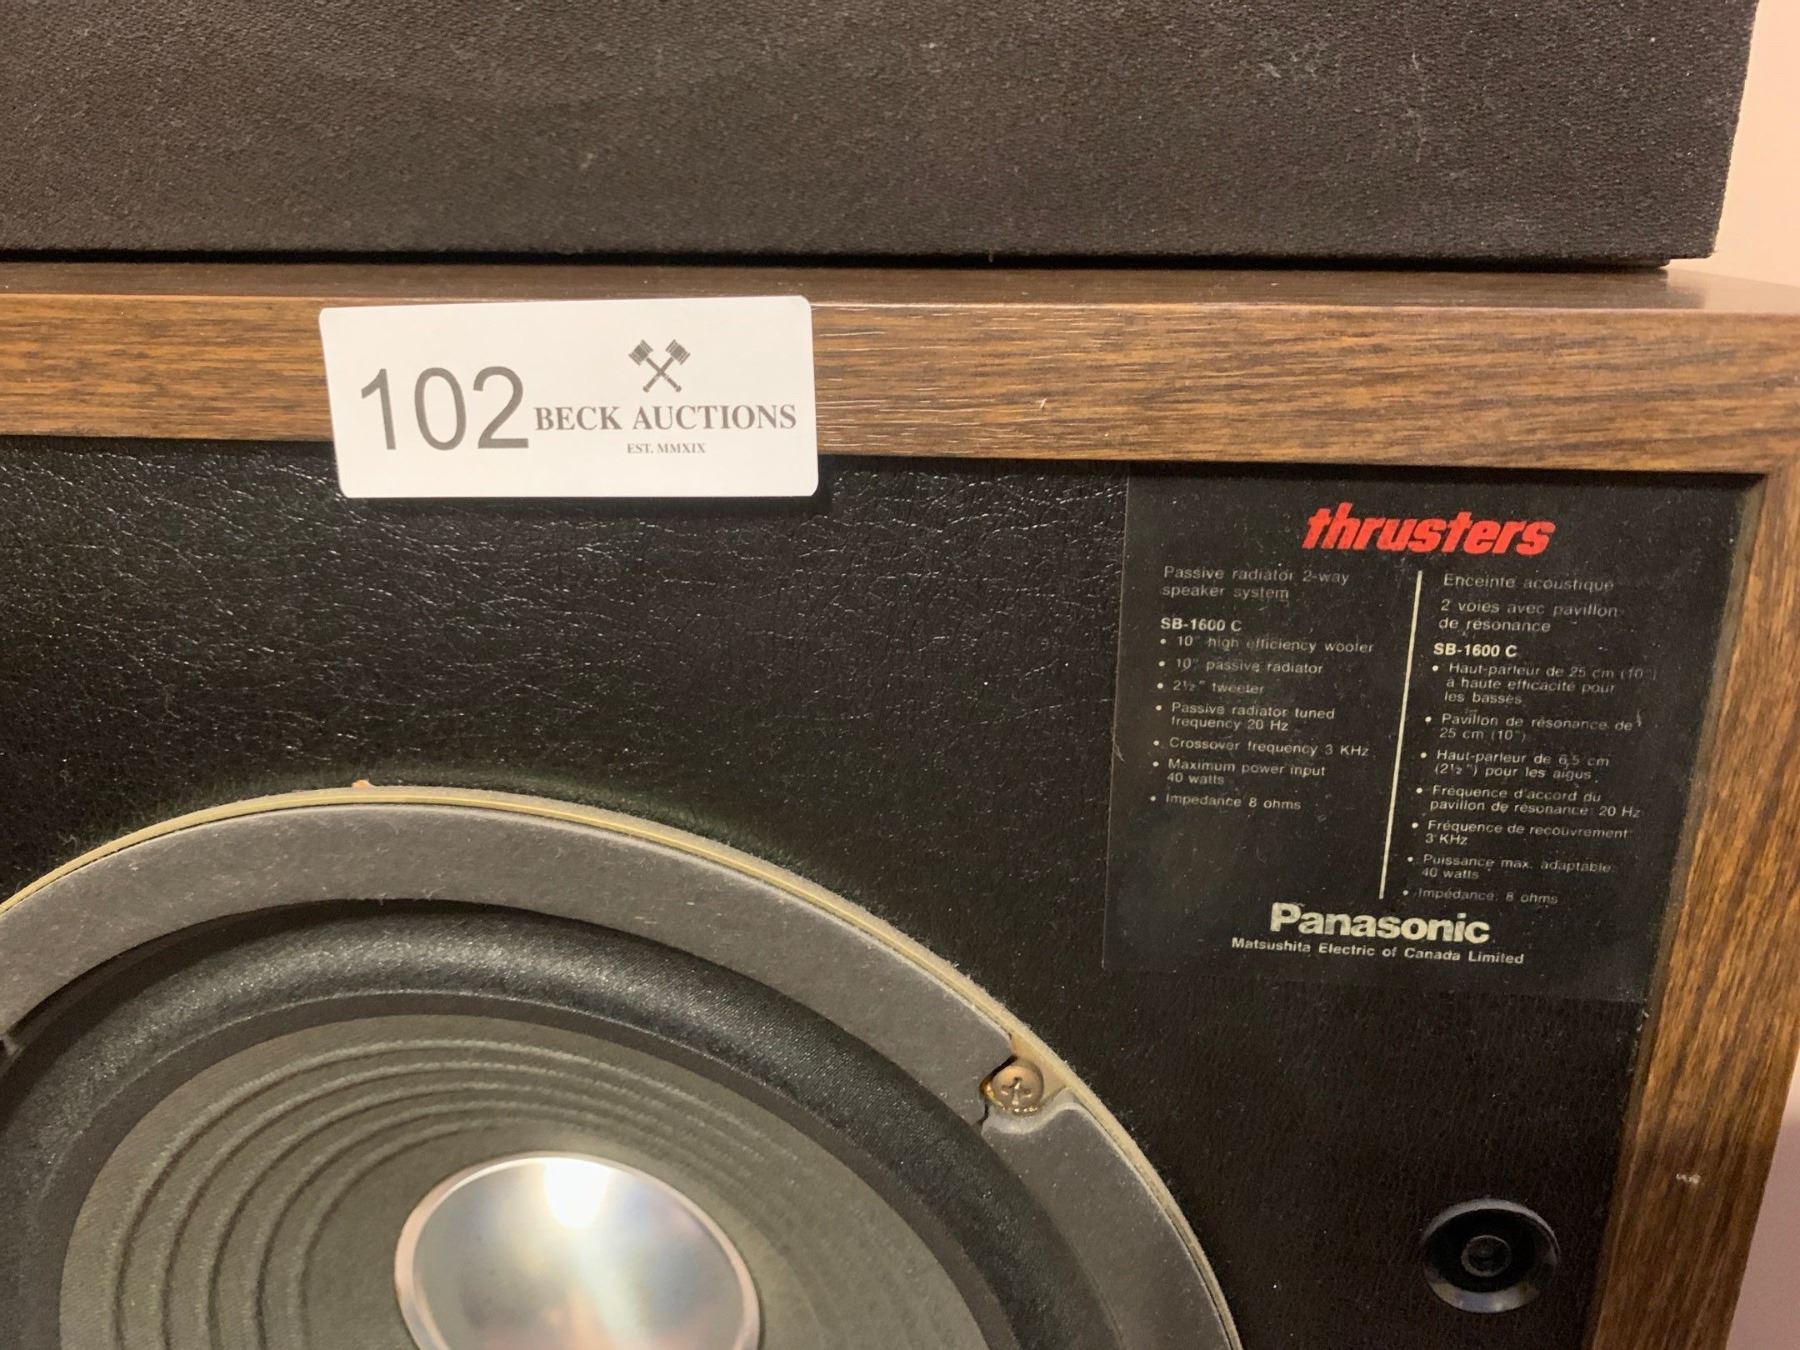 102
BECK AUCTIONS
EST. MMXIX
thrusters
Passive radiator 2-way
speaker system
SB-1600 C
• 10" high efficiency woofer
• 10" passive radiator
• 2½" tweeter
• Passive radiator tuned
frequency 20 Hz
• Crossover frequency 3 KHz
• Maximum power input
40 watts
• Impedance 8 ohms
Enceinte acoustique
2 voies avec pavillon
de résonance
SB-1600 C
• Haut-parleur de 25 cm (10")
à haute efficacité pour
les basses
• Pavillon de résonance de
25 cm (10")
• Haut-parleur de 6,5 cm
(2½") pour les aigus
• Fréquence d'accord du
pavillon de résonance: 20 Hz
• Fréquence de recouvrement
3 KHz
• Puissance max. adaptable:
40 watts
• Impédance: 8 ohms
Panasonic
Matsushita Electric of Canada Limited